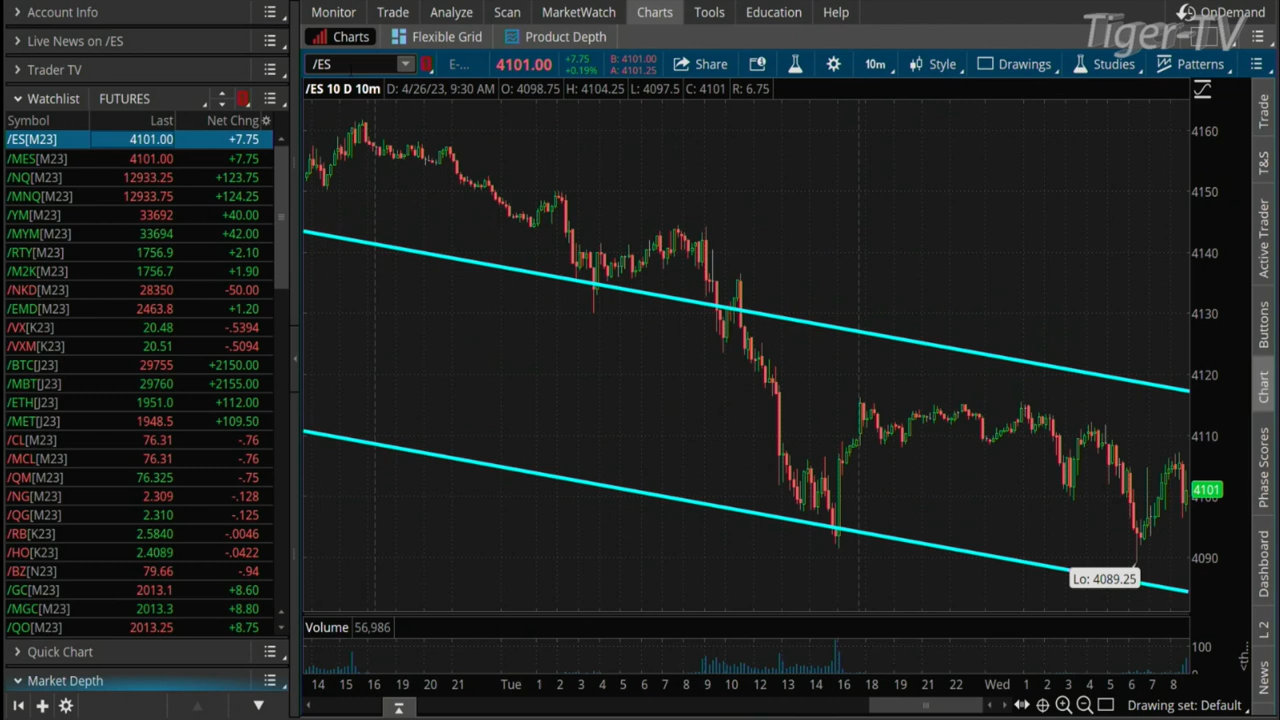 Account Info
Live News on /ES
Trader TV
Watchlist FUTURES
Symbol Last Net Chng
/ES[M23] 4101.00 +7.75
/MES[M23] 4101.00 +7.75
/NQ[M23] 12933.25 +123.75
/MNQ[M23] 12933.75 +124.25
/YM[M23] 33692 +40.00
/MYM[M23] 33694 +42.00
/RTY[M23] 1756.9 +2.10
/M2K[M23] 1756.7 +1.90
/NKD[M23] 28350 -50.00
/EMD[M23] 2463.8 +1.20
/VX[K23] 20.48 -.5394
/VXM[K23] 20.51 -.5094
/BTC[J23] 29755 +2150.00
/MBT[J23] 29760 +2155.00
/ETH[J23] 1951.0 +112.00
/MET[J23] 1948.5 +109.50
/CL[M23] 76.31 -.76
/MCL[M23] 76.31 -.76
/QM[M23] 76.325 -.75
/NG[M23] 2.309 -.128
/QG[M23] 2.310 -.125
/RB[K23] 2.5840 -.0046
/HO[K23] 2.4089 -.0422
/BZ[N23] 79.66 -.94
/GC[M23] 2013.1 +8.60
/MGC[M23] 2013.3 +8.80
/QO[M23] 2013.25 +8.75
Quick Chart
Market Depth
Monitor Trade Analyze Scan MarketWatch Charts Tools Education Help OnDemand
Tiger-TV
Charts Flexible Grid Product Depth
/ES E-... 4101.00 +7.75 +0.19% B: 4101.00 A: 4101.25 Share 10m Style Drawings Studies Patterns
/ES 10 D 10m D: 4/26/23, 9:30 AM O: 4098.75 H: 4104.25 L: 4097.5 C: 4101 R: 6.75
4160
4150
4140
4130
4120
4110
4101
4090
Lo: 4089.25
Volume 56,986
100
0
<th...
14 15 16 19 20 21 Tue 1 2 3 4 5 6 7 8 9 10 11 12 13 14 16 18 19 21 22 Wed 1 2 3 4 5 6 7 8
Drawing set: Default
Trade
T&S
Active Trader
Buttons
Chart
Phase Scores
Dashboard
L 2
News